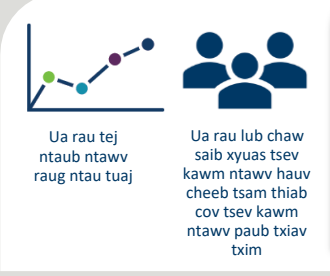 Ua rau tej
ntaub ntawv
raug ntau tuaj
Ua rau lub chaw
saib xyuas tsev
kawm ntawv hauv
cheeb tsam thiab
cov tsev kawm
ntawv paub txiav
txim